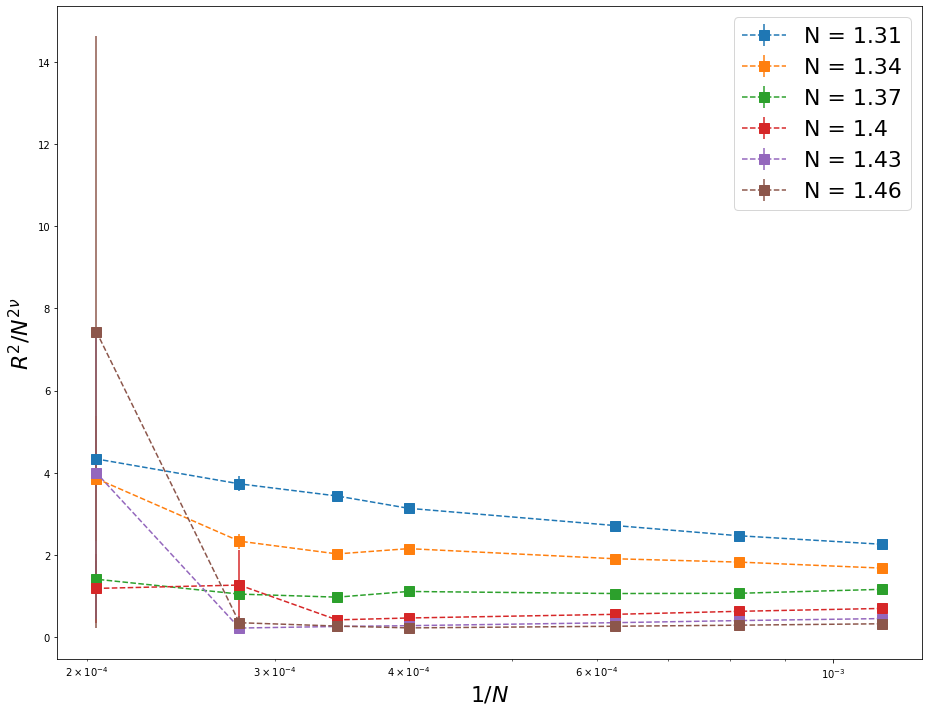 N = 1.31
N = 1.34
N = 1.37
N = 1.4
N = 1.43
N = 1.46
14
12
10
8
6
4
2
0
R²/N²ᵛ
2 × 10⁻⁴
3 × 10⁻⁴
4 × 10⁻⁴
6 × 10⁻⁴
10⁻³
1/N